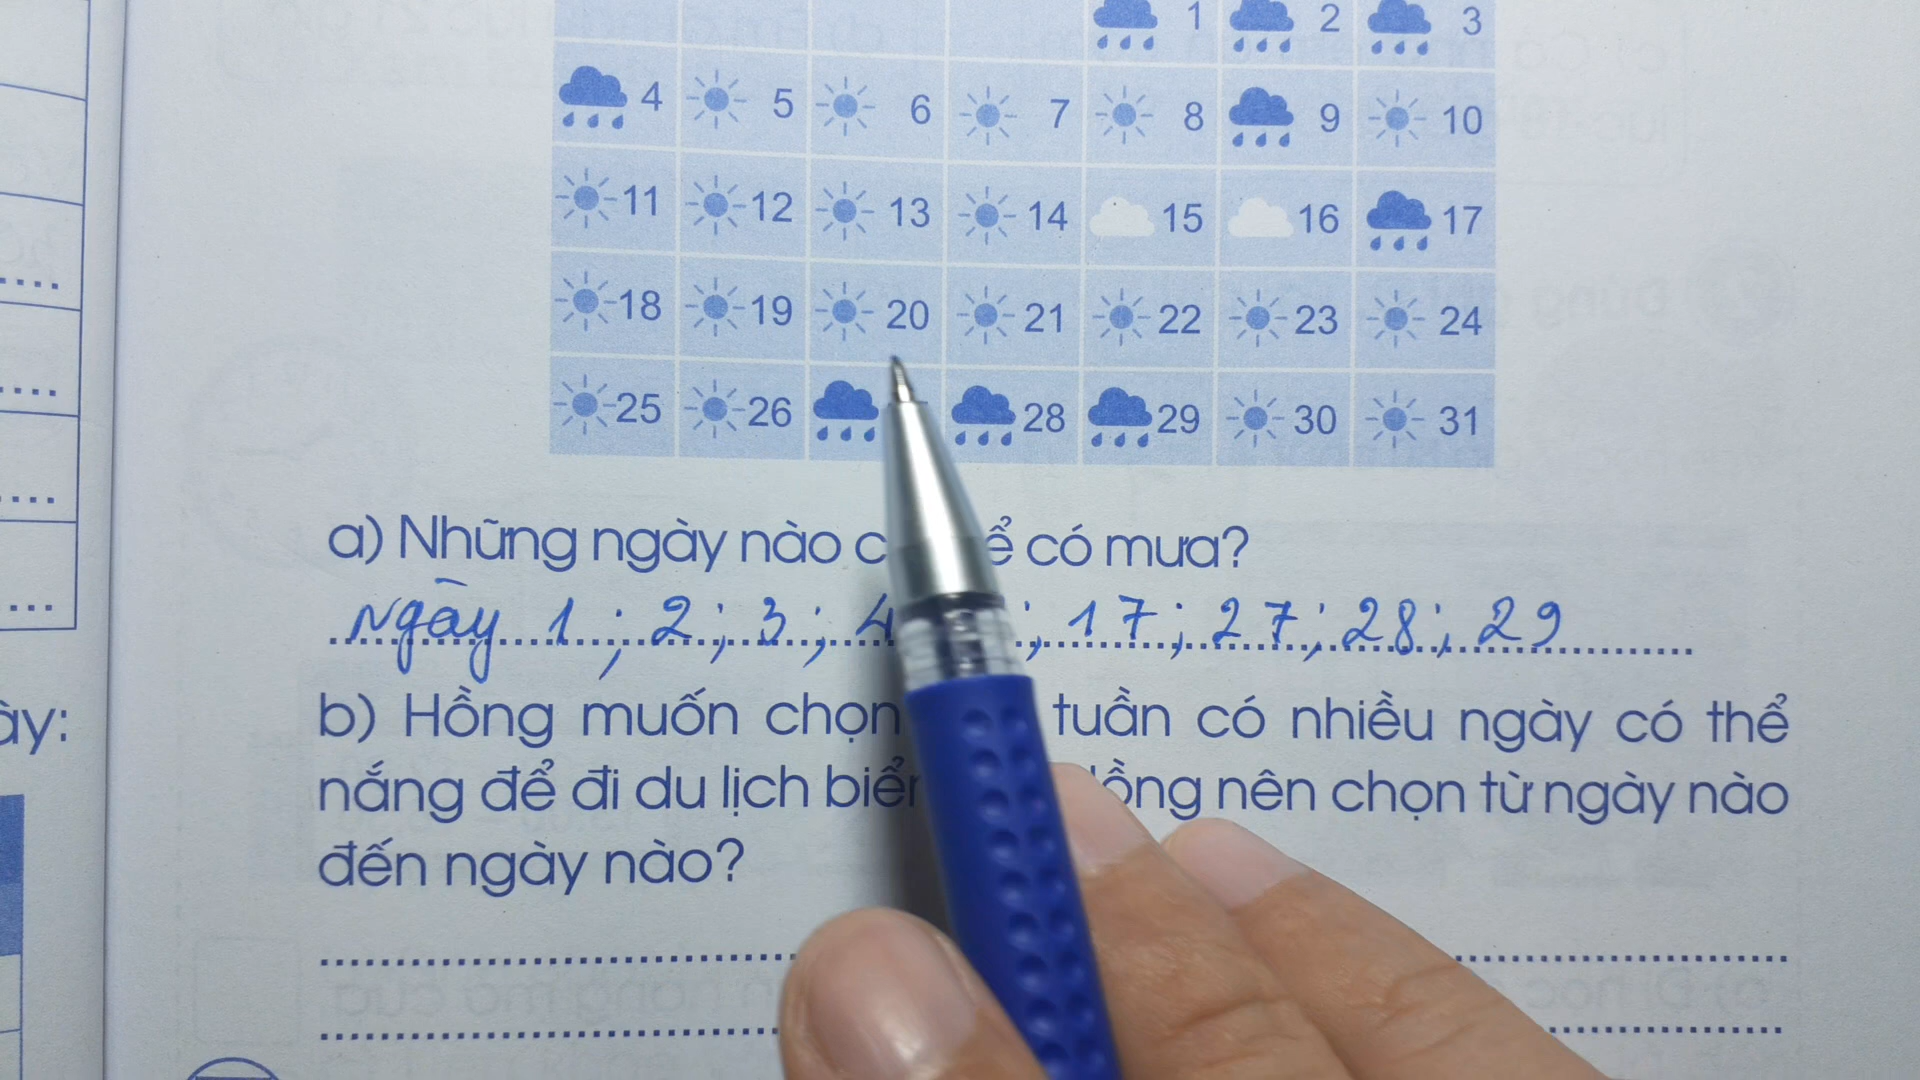 1 2 3
4 5 6 7 8 9 10
11 12 13 14 15 16 17
18 19 20 21 22 23 24
25 26 28 29 30 31
a) Những ngày nào có mưa?
Ngày 1 ; 2 ; 3 ; 4 ; 17 ; 27 ; 28 ; 29
b) Hồng muốn chọn tuần có nhiều ngày có thể
ày:
nắng để đi du lịch biển Hồng nên chọn từ ngày nào
đến ngày nào?